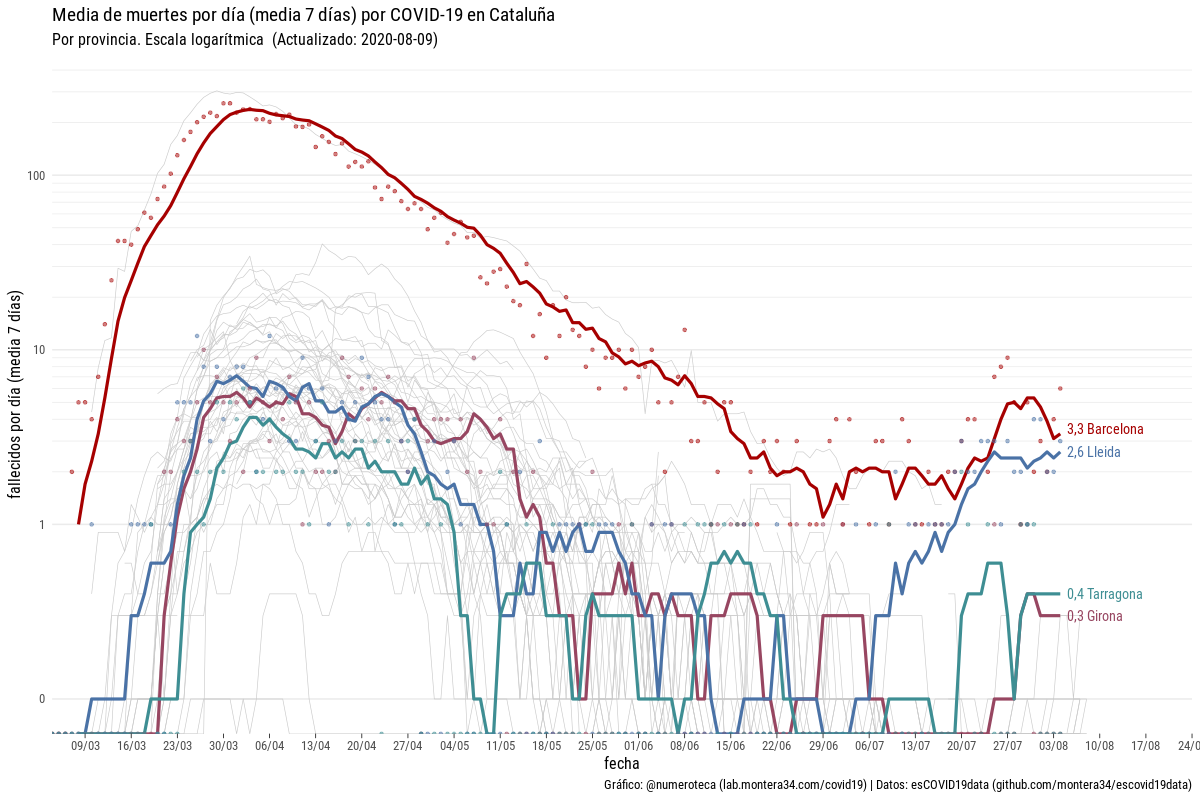 Media de muertes por día (media 7 días) por COVID-19 en Cataluña
Por provincia. Escala logarítmica (Actualizado: 2020-08-09)
fallecidos por día (media 7 días)
100
10
1
0
3,3 Barcelona
2,6 Lleida
0,4 Tarragona
0,3 Girona
09/03 16/03 23/03 30/03 06/04 13/04 20/04 27/04 04/05 11/05 18/05 25/05 01/06 08/06 15/06 22/06 29/06 06/07 13/07 20/07 27/07 03/08 10/08 17/08 24/0
fecha
Gráfico: @numeroteca (lab.montera34.com/covid19) | Datos: esCOVID19data (github.com/montera34/escovid19data)